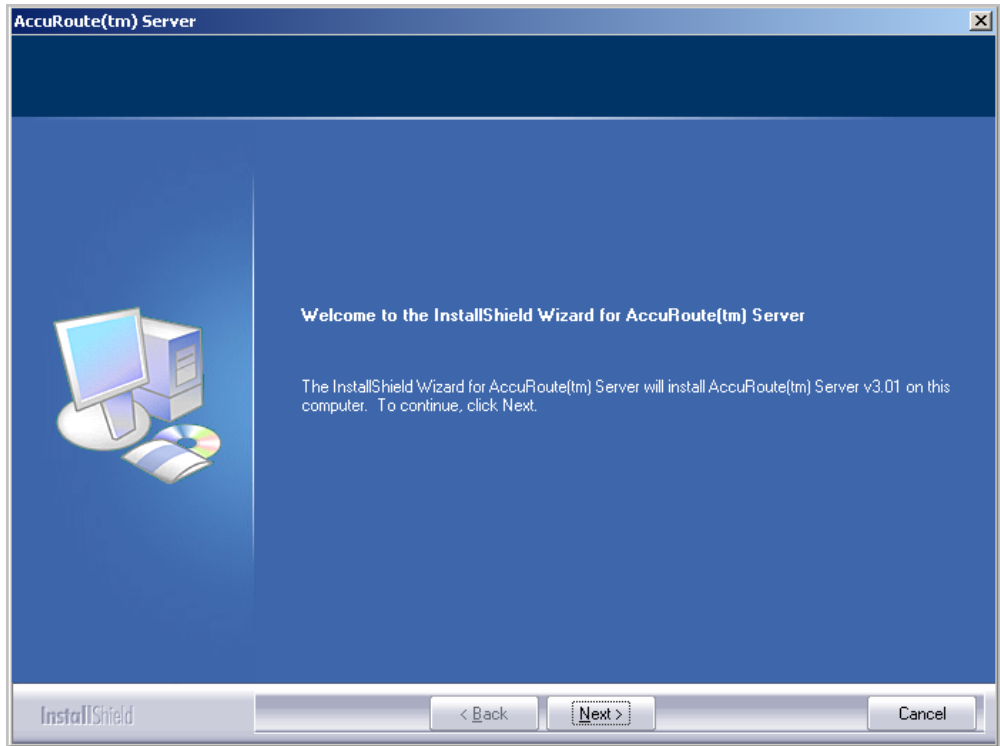 AccuRoute(tm) Server
Welcome to the InstallShield Wizard for AccuRoute(tm) Server
The InstallShield Wizard for AccuRoute(tm) Server will install AccuRoute(tm) Server v3.01 on this
computer. To continue, click Next.
InstallShield
< Back
Next >
Cancel